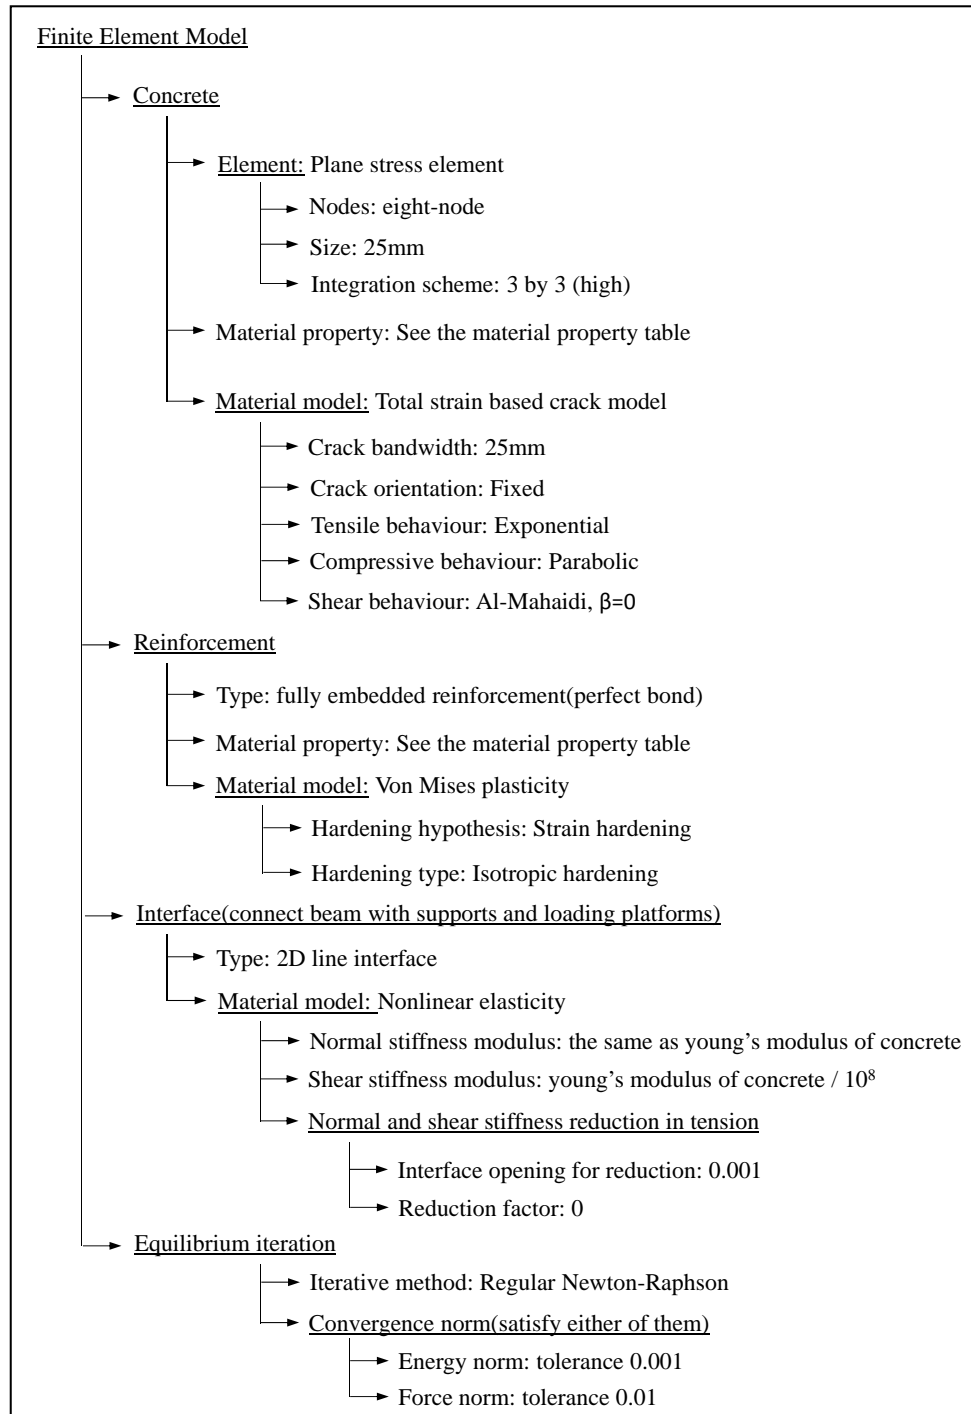 Finite Element Model
Concrete
Element: Plane stress element
Nodes: eight-node
Size: 25mm
Integration scheme: 3 by 3 (high)
Material property: See the material property table
Material model: Total strain based crack model
Crack bandwidth: 25mm
Crack orientation: Fixed
Tensile behaviour: Exponential
Compressive behaviour: Parabolic
Shear behaviour: Al-Mahaidi, β=0
Reinforcement
Type: fully embedded reinforcement(perfect bond)
Material property: See the material property table
Material model: Von Mises plasticity
Hardening hypothesis: Strain hardening
Hardening type: Isotropic hardening
Interface(connect beam with supports and loading platforms)
Type: 2D line interface
Material model: Nonlinear elasticity
Normal stiffness modulus: the same as young's modulus of concrete
Shear stiffness modulus: young's modulus of concrete / 10⁸
Normal and shear stiffness reduction in tension
Interface opening for reduction: 0.001
Reduction factor: 0
Equilibrium iteration
Iterative method: Regular Newton-Raphson
Convergence norm(satisfy either of them)
Energy norm: tolerance 0.001
Force norm: tolerance 0.01